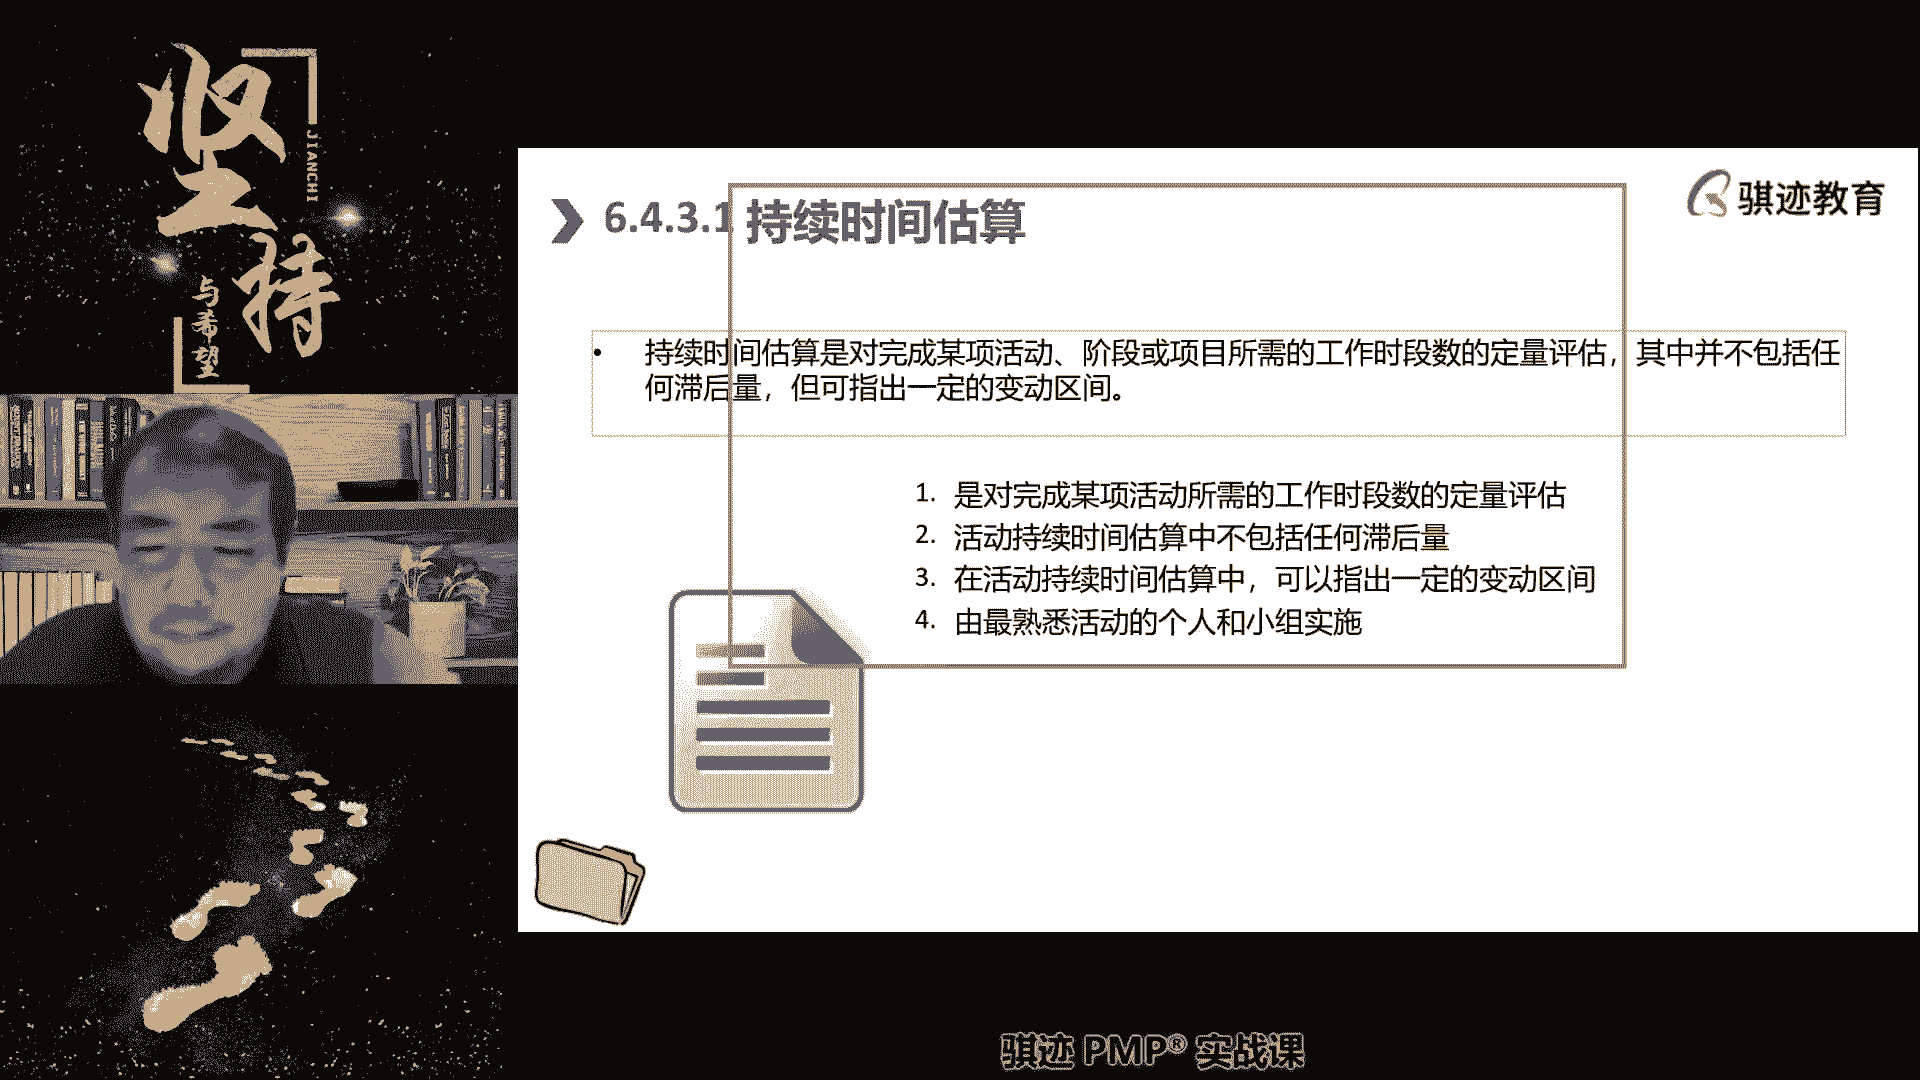 坚持
JIANCHI
与希望
6.4.3.1 持续时间估算
骐迹教育
• 持续时间估算是对完成某项活动、阶段或项目所需的工作时段数的定量评估，其中并不包括任
何滞后量，但可指出一定的变动区间。
1. 是对完成某项活动所需的工作时段数的定量评估
2. 活动持续时间估算中不包括任何滞后量
3. 在活动持续时间估算中，可以指出一定的变动区间
4. 由最熟悉活动的个人和小组实施
骐迹 PMP® 实战课